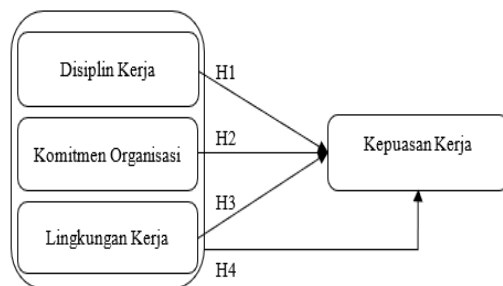 Disiplin Kerja
H1
Komitmen Organisasi
H2
Kepuasan Kerja
H3
Lingkungan Kerja
H4